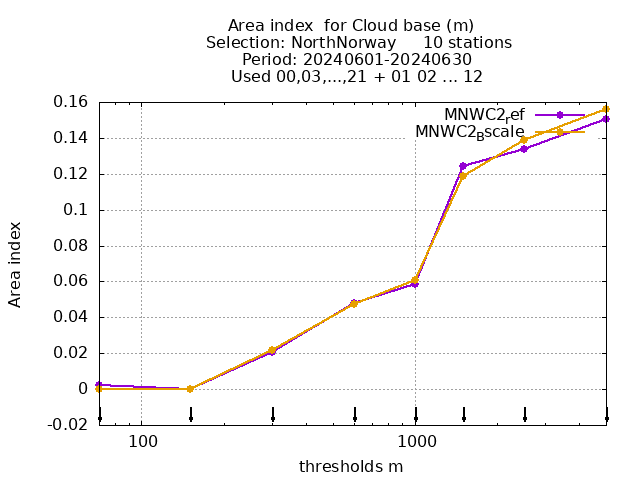 Area index  for Cloud base (m)
Selection: NorthNorway     10 stations
Period: 20240601-20240630
Used 00,03,...,21 + 01 02 ... 12
MNWC2_ref
MNWC2_Bscale
0.16
0.14
0.12
0.1
0.08
0.06
0.04
0.02
0
-0.02
Area index
100
1000
thresholds m